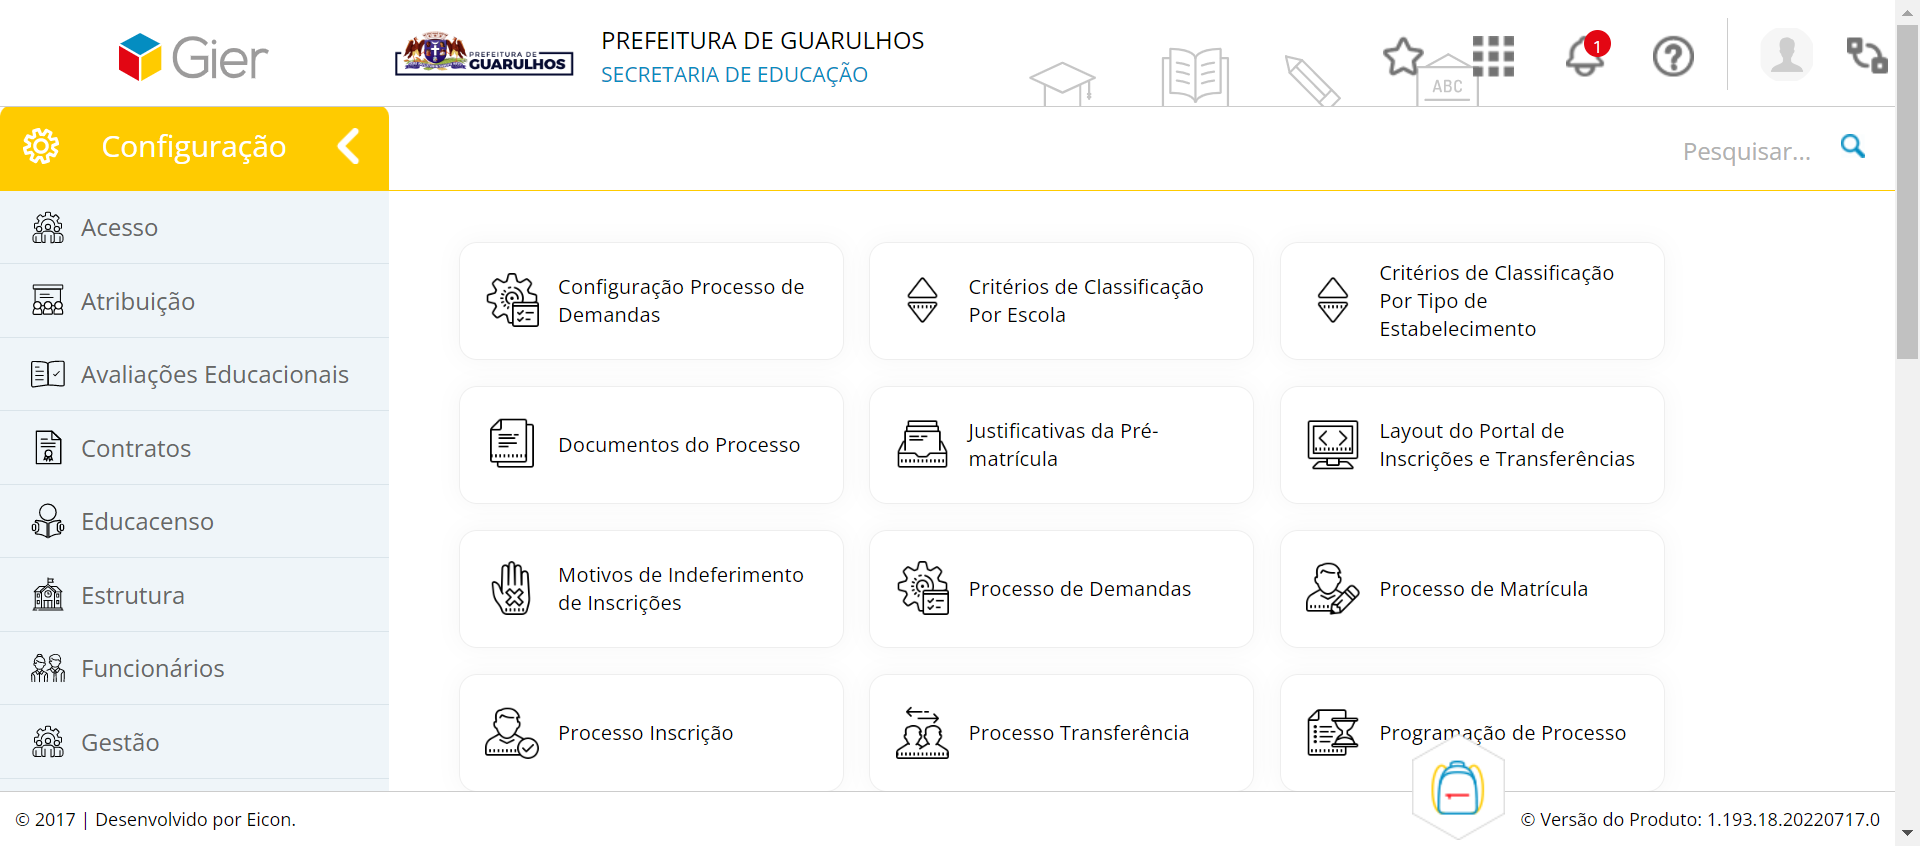 Gier
PREFEITURA DE
GUARULHOS
PREFEITURA DE GUARULHOS
SECRETARIA DE EDUCAÇÃO
ABC
1
Configuração
Pesquisar...
Acesso
Atribuição
Avaliações Educacionais
Contratos
Educacenso
Estrutura
Funcionários
Gestão
Configuração Processo de
Demandas
Critérios de Classificação
Por Escola
Critérios de Classificação
Por Tipo de
Estabelecimento
Documentos do Processo
Justificativas da Pré-
matrícula
Layout do Portal de
Inscrições e Transferências
Motivos de Indeferimento
de Inscrições
Processo de Demandas
Processo de Matrícula
Processo Inscrição
Processo Transferência
Programação de Processo
© 2017 | Desenvolvido por Eicon.
© Versão do Produto: 1.193.18.20220717.0